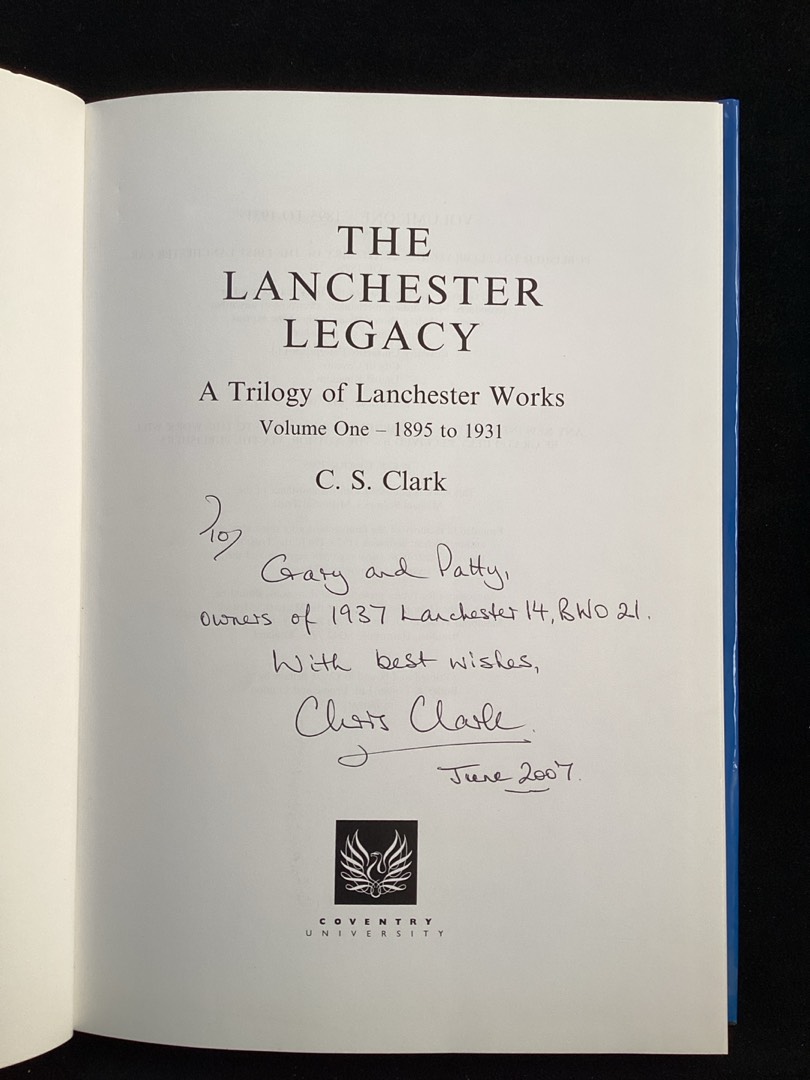 THE
LANCHESTER
LEGACY
A Trilogy of Lanchester Works
Volume One – 1895 to 1931
C. S. Clark
To,
Gary and Patty,
owners of 1937 Lanchester 14, BWO 21.
With best wishes,
Chris Clark.
June 2007.
COVENTRY
UNIVERSITY